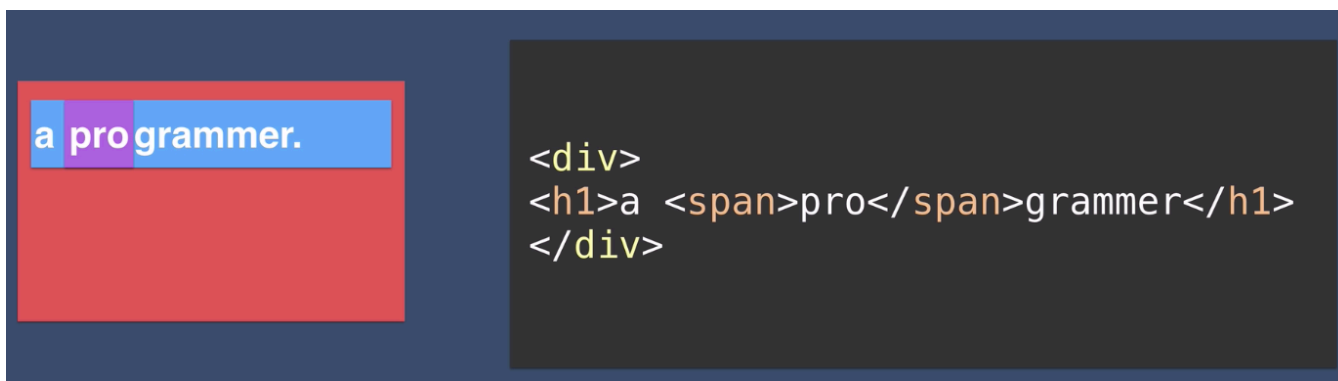 a programmer.
<div>
<h1>a <span>pro</span>grammer</h1>
</div>